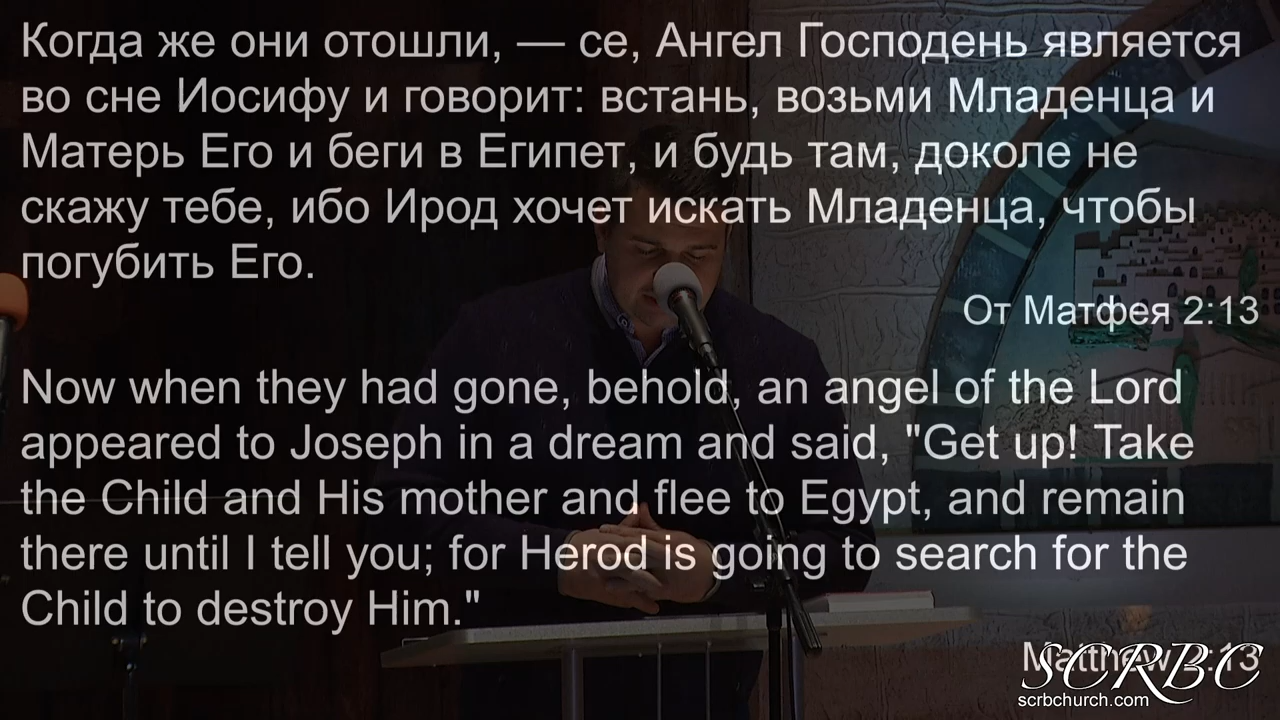 Когда же они отошли, — се, Ангел Господень является
во сне Иосифу и говорит: встань, возьми Младенца и
Матерь Его и беги в Египет, и будь там, доколе не
скажу тебе, ибо Ирод хочет искать Младенца, чтобы
погубить Его.
От Матфея 2:13
Now when they had gone, behold, an angel of the Lord
appeared to Joseph in a dream and said, "Get up! Take
the Child and His mother and flee to Egypt, and remain
there until I tell you; for Herod is going to search for the
Child to destroy Him."
Matthew 2:13
SCRBC
scrbchurch.com